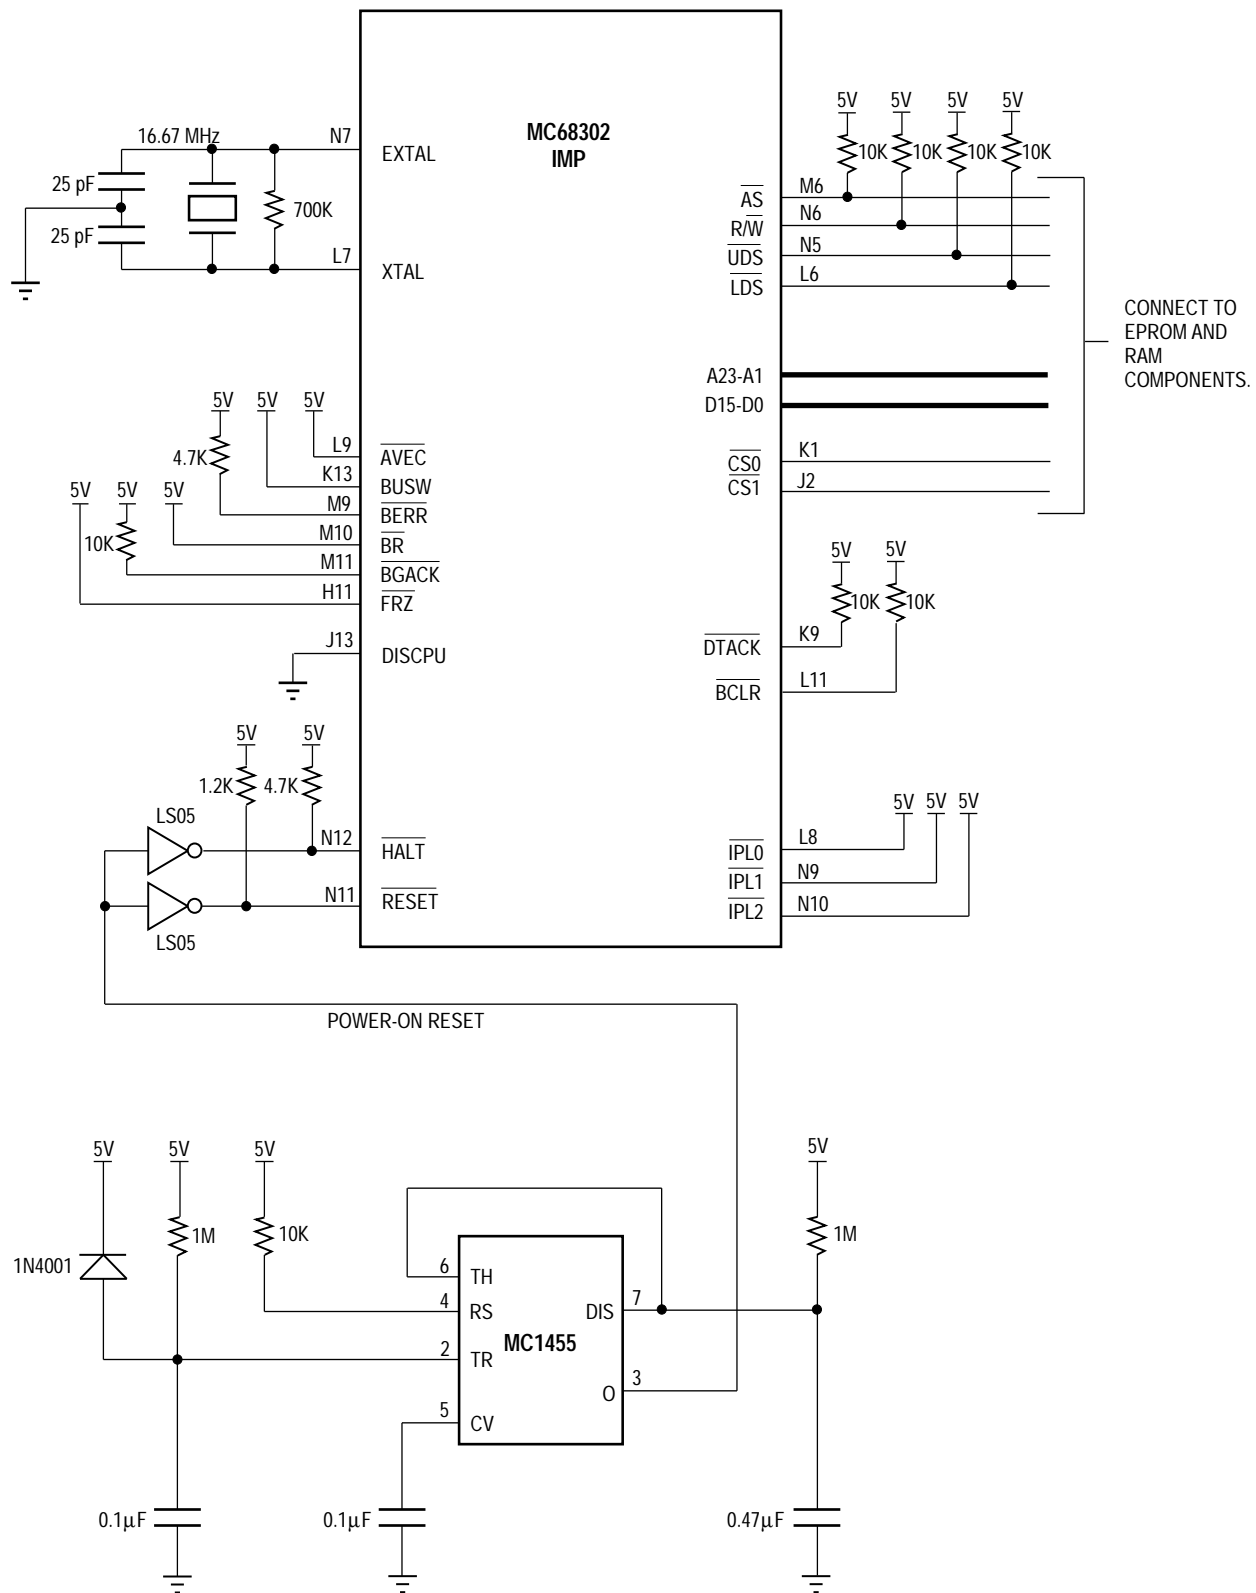 MC68302
IMP
16.67 MHz
N7
EXTAL
25 pF
25 pF
700K
L7
XTAL
5V 5V 5V 5V
10K 10K 10K 10K
M6
AS
N6
R/W
N5
UDS
L6
LDS
CONNECT TO
EPROM AND
RAM
COMPONENTS.
A23-A1
D15-D0
K1
CS0
J2
CS1
5V 5V 5V
4.7K
L9
AVEC
K13
BUSW
5V 5V 5V
M9
BERR
10K
M10
BR
M11
BGACK
H11
FRZ
J13
DISCPU
5V 5V
10K 10K
K9
DTACK
L11
BCLR
5V 5V
1.2K 4.7K
LS05
N12
HALT
N11
RESET
LS05
5V 5V 5V
L8
IPL0
N9
IPL1
N10
IPL2
POWER-ON RESET
5V 5V 5V
5V
1N4001
1M
10K
1M
6
TH
4
RS
7
DIS
MC1455
2
TR
3
O
5
CV
0.1µF
0.1µF
0.47µF